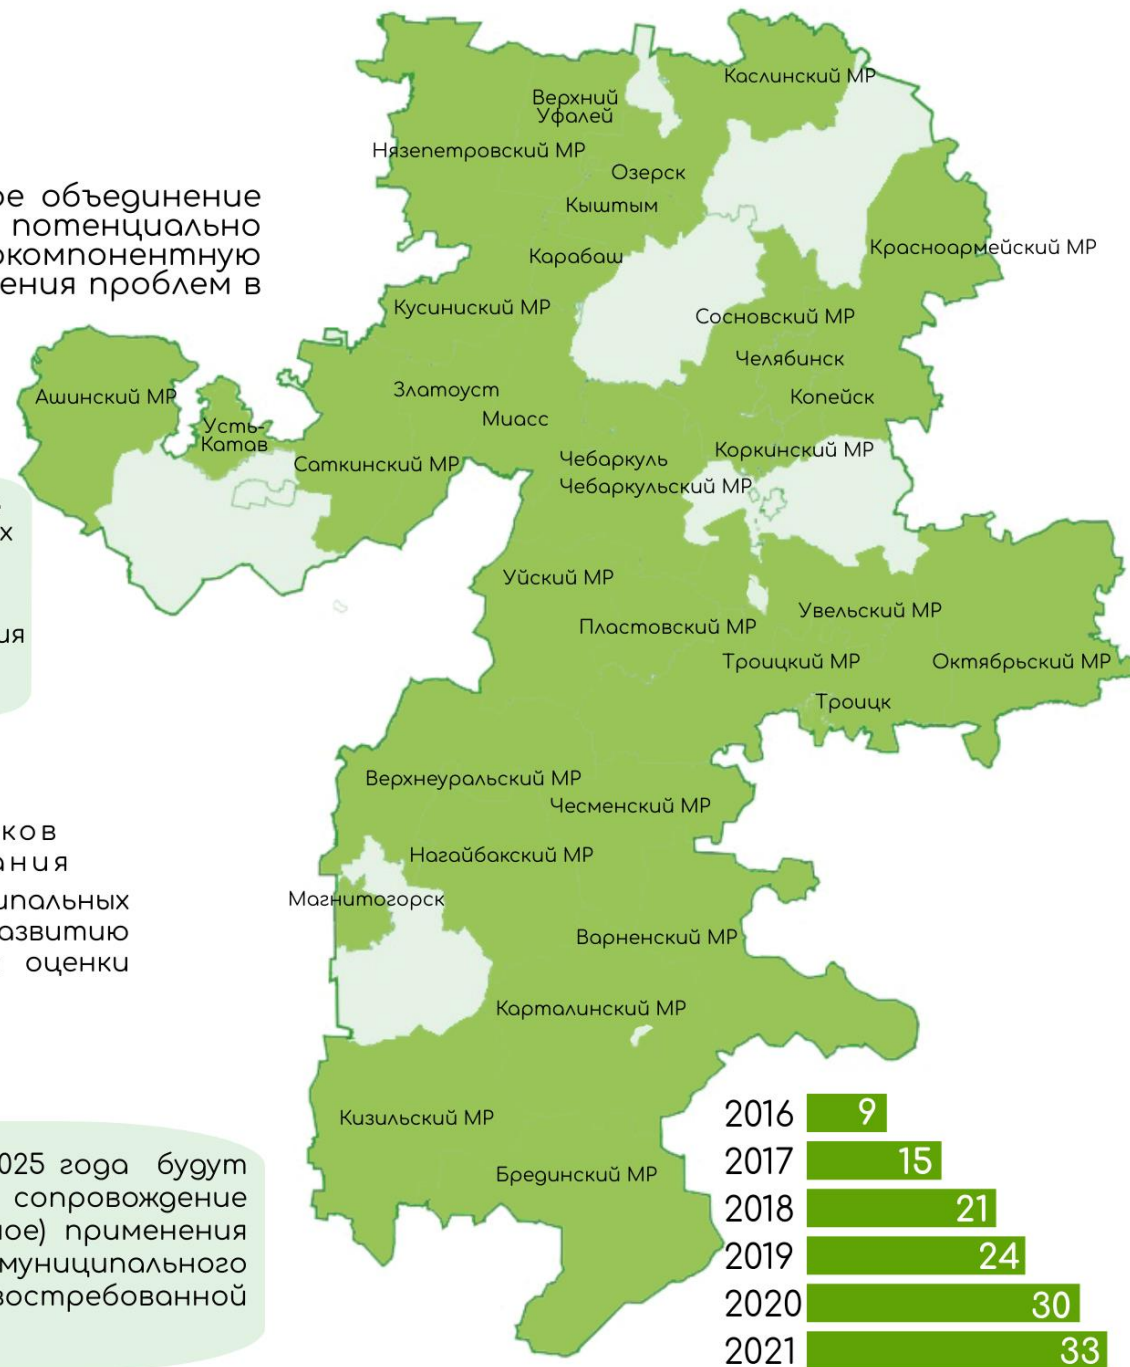 ое объединение
потенциально
окомпонентную
ения проблем в
х
ия
ков
ания
ипальных
азвитию
оценки
025 года будут
сопровождение
ное) применения
муниципального
востребованной
Каслинский МР
Верхний
Уфалей
Нязепетровский МР
Озерск
Кыштым
Карабаш
Красноармейский МР
Кусиниский МР
Сосновский МР
Челябинск
Ашинский МР
Златоуст
Копейск
Миасс
Усть-
Катав
Саткинский МР
Чебаркуль
Коркинский МР
Чебаркульский МР
Уйский МР
Увельский МР
Пластовский МР
Троицкий МР
Октябрьский МР
Троицк
Верхнеуральский МР
Чесменский МР
Нагайбакский МР
Магнитогорск
Варненский МР
Карталинский МР
Кизильский МР
Брединский МР
2016 9
2017 15
2018 21
2019 24
2020 30
2021 33